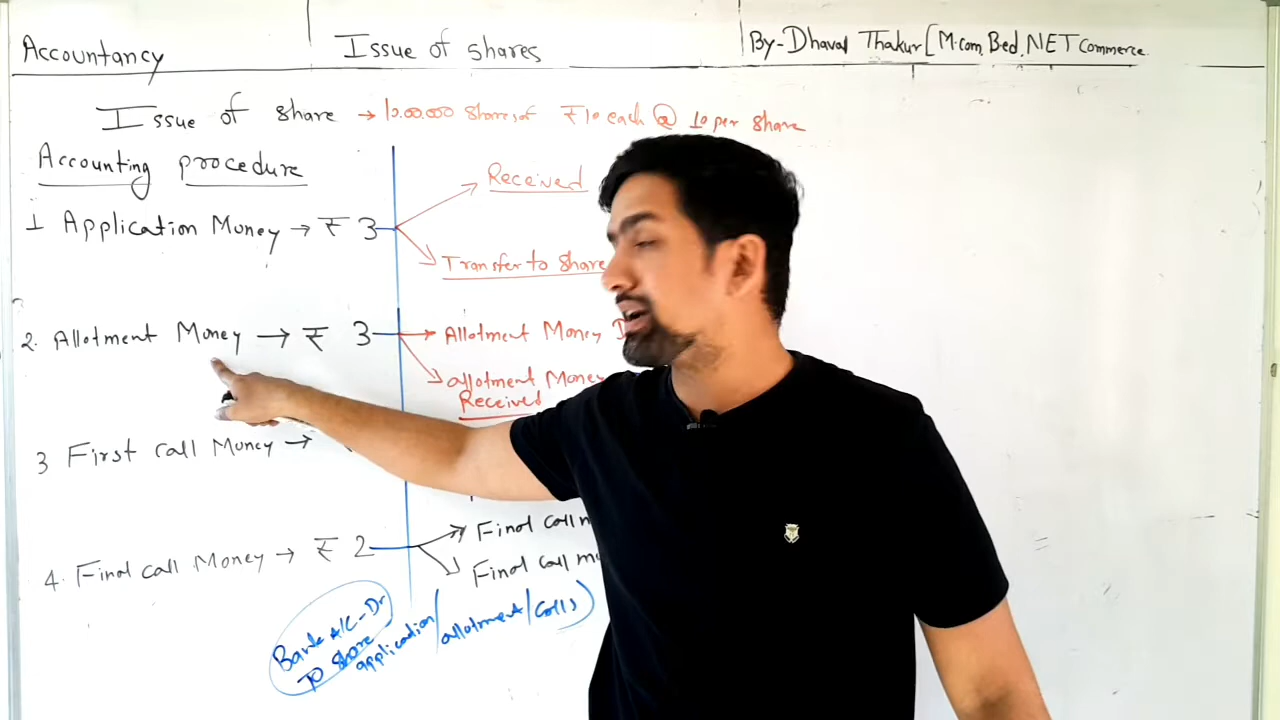 Accountancy
Issue of shares
By-Dhaval Thakur [M.com, Bed, NET Commerce
Issue of share → 10,00,000 Shares of ₹10 each @ 10 per share
Accounting procedure
1 Application Money → ₹ 3
Received
Transfer to Share
2. Allotment Money → ₹ 3
Allotment Money
allotment Money
Received
3 First call Money →
4. Final call Money → ₹ 2
Final call
Final call
Bank A/C - Dr
To share application/allotment/calls)